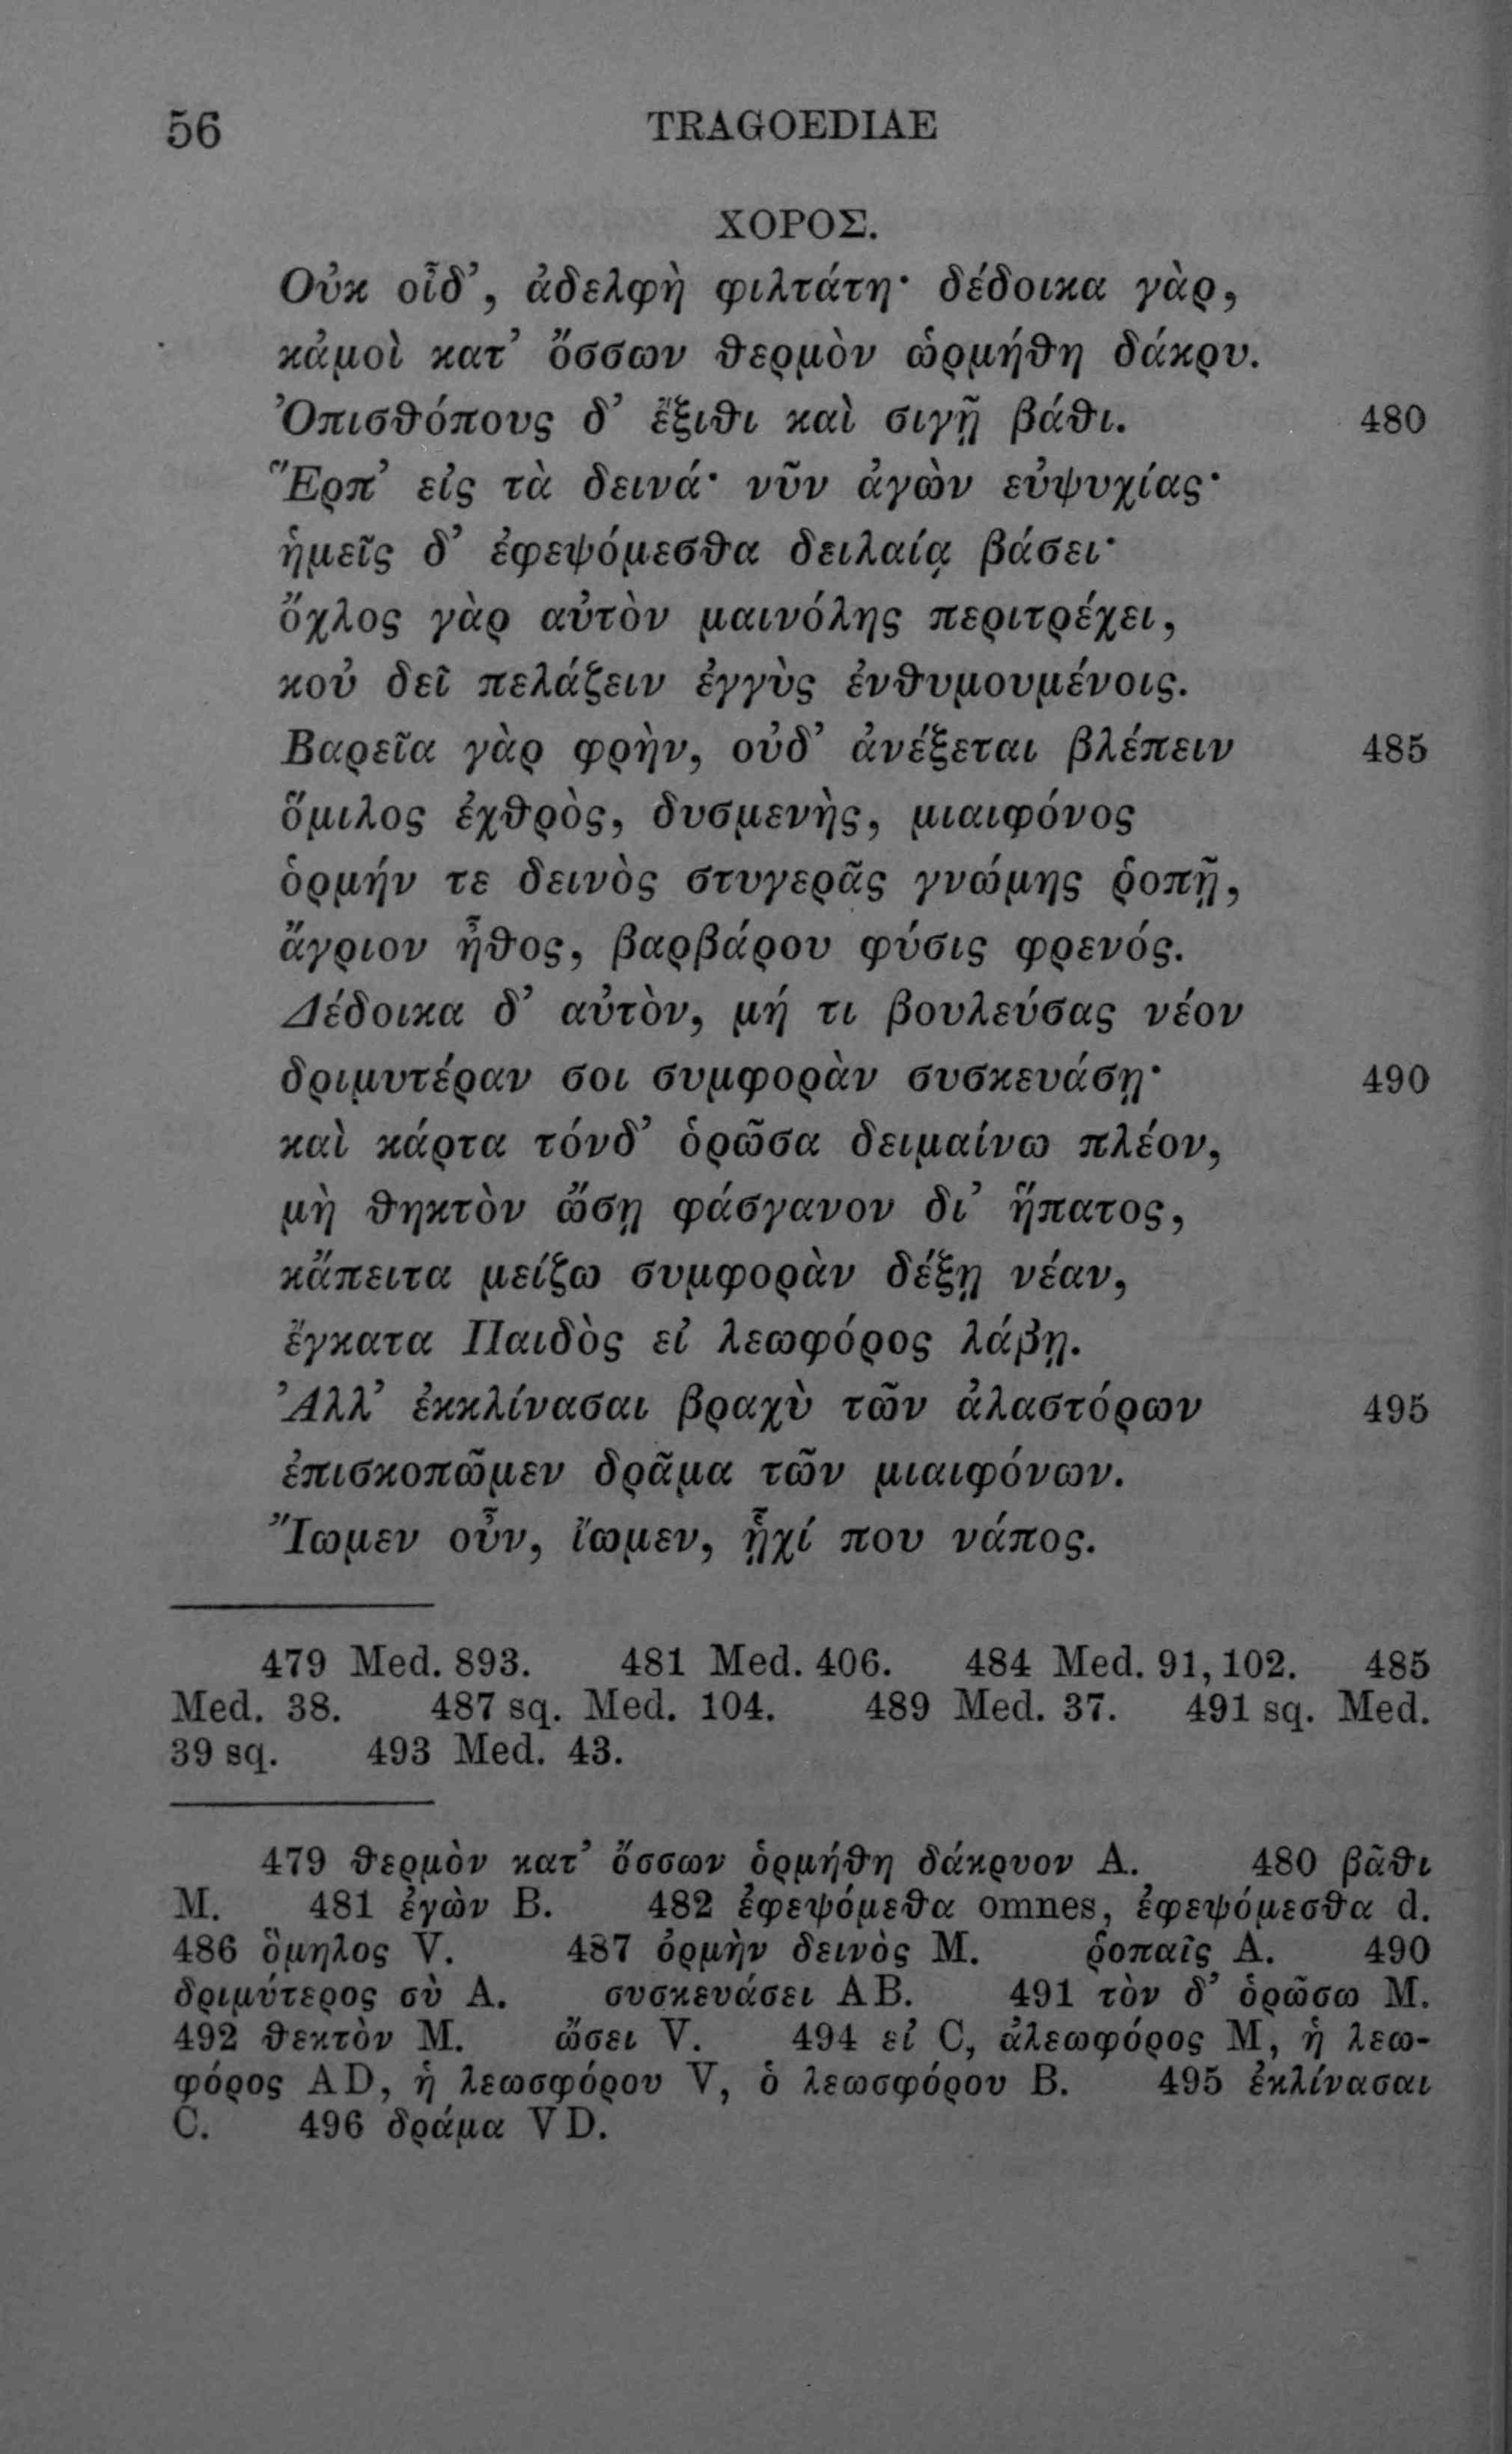 56 TRAGOEDIAE
ΧΟΡΟΣ.
Οὐκ οἶδ’, ἀδελφὴ φιλτάτη· δέδοικα γὰρ,
κἀμοὶ κατ’ ὄσσων θερμὸν ὡρμήθη δάκρυ.
Ὀπισθόπους δ’ ἔξιθι καὶ σιγῇ βάθι. 480
Ἕρπ’ εἰς τὰ δεινά· νῦν ἀγὼν εὐψυχίας·
ἡμεῖς δ’ ἐφεψόμεσθα δειλαίᾳ βάσει·
ὄχλος γὰρ αὐτὸν μαινόλης περιτρέχει,
κοὐ δεῖ πελάζειν ἐγγὺς ἐνθυμουμένοις.
Βαρεῖα γὰρ φρὴν, οὐδ’ ἀνέξεται βλέπειν 485
ὅμιλος ἐχθρὸς, δυσμενὴς, μιαιφόνος
ὁρμήν τε δεινὸς στυγερᾶς γνώμης ῥοπῇ,
ἄγριον ἦθος, βαρβάρου φύσις φρενός.
Δέδοικα δ’ αὐτὸν, μή τι βουλεύσας νέον
δριμυτέραν σοι συμφορὰν συσκευάσῃ· 490
καὶ κάρτα τόνδ’ ὁρῶσα δειμαίνω πλέον,
μὴ θηκτὸν ὤσῃ φάσγανον δι’ ἥπατος,
κἄπειτα μείζω συμφορὰν δέξῃ νέαν,
ἔγκατα Παιδὸς εἰ λεωφόρος λάβῃ.
Ἀλλ’ ἐκκλίνασαι βραχὺ τῶν ἀλαστόρων 495
ἐπισκοπῶμεν δρᾶμα τῶν μιαιφόνων.
Ἴωμεν οὖν, ἴωμεν, ᾗχί που νάπος.
479 Med. 893. 481 Med. 406. 484 Med. 91, 102. 485
Med. 38. 487 sq. Med. 104. 489 Med. 37. 491 sq. Med.
39 sq. 493 Med. 43.
479 θερμὸν κατ’ ὄσσων ὁρμήθη δάκρυον A. 480 βᾶθι
M. 481 ἐγὼν B. 482 ἐφεψόμεθα omnes, ἐφεψόμεσθα d.
486 ὅμηλος V. 487 ὁρμὴν δεινὸς M. ῥοπαῖς A. 490
δριμύτερος σὺ A. συσκευάσει AB. 491 τὸν δ’ ὁρῶσω M.
492 θεκτὸν M. ὤσει V. 494 εἰ C, ἀλεωφόρος M, ἡ λεω-
φόρος AD, ἡ λεωσφόρου V, ὁ λεωσφόρου B. 495 ἐκλίνασαι
C. 496 δράμα VD.